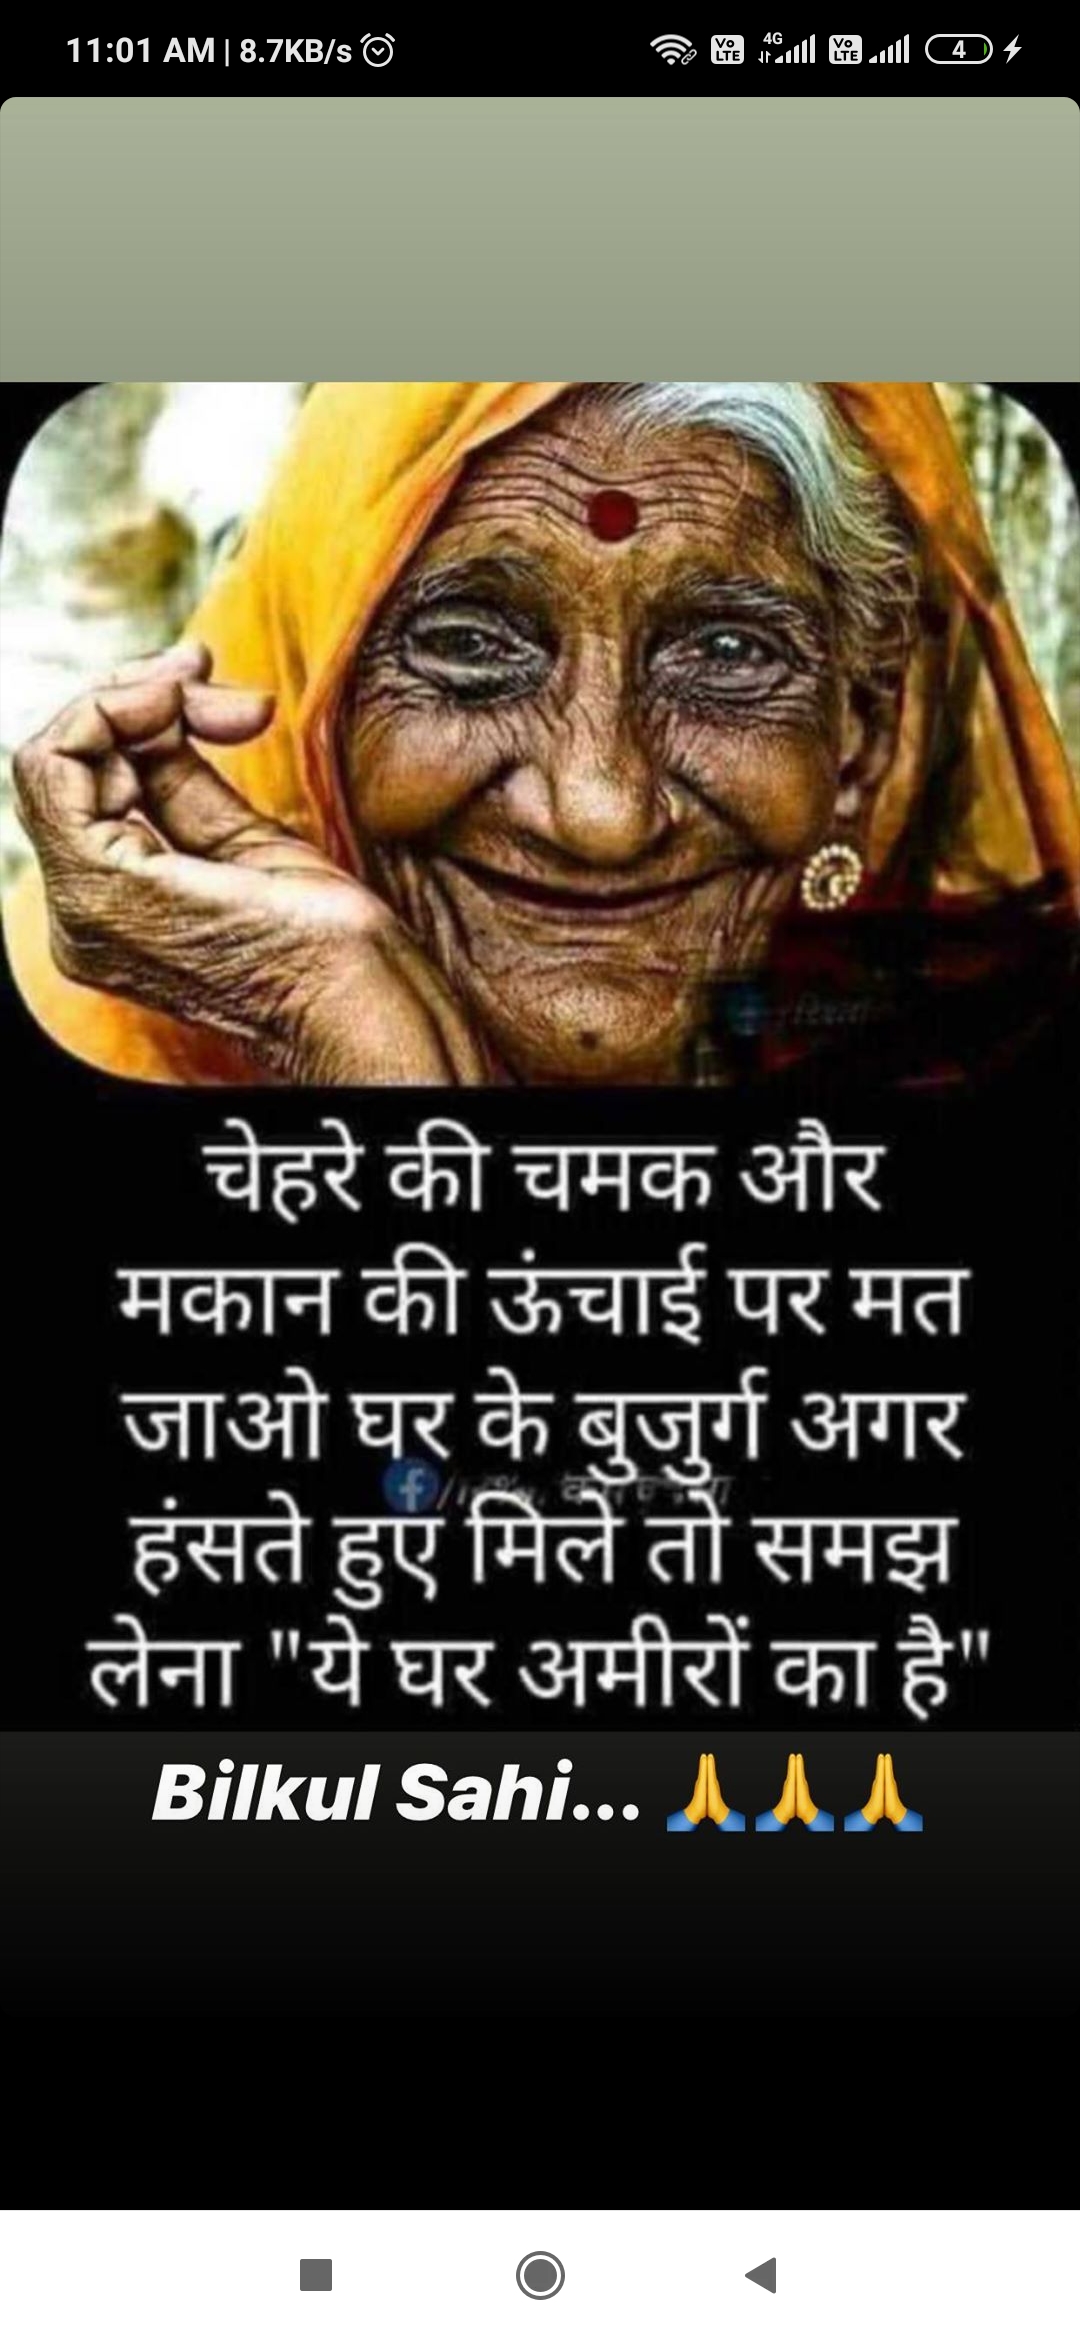 11:01 AM | 8.7KB/s
Vo LTE 4G Vo LTE 4
चेहरे की चमक और
मकान की ऊंचाई पर मत
जाओ घर के बुजुर्ग अगर
हंसते हुए मिले तो समझ
लेना "ये घर अमीरों का है"
Bilkul Sahi... 🙏🙏🙏